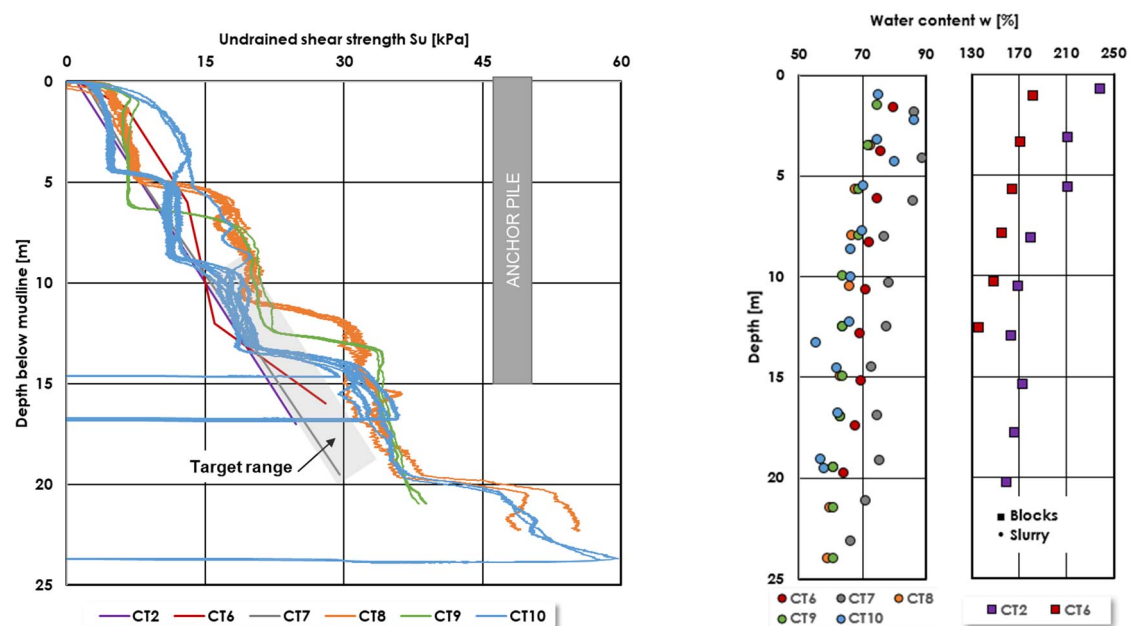 Undrained shear strength Su [kPa]
0 15 30 45 60
0
5
10
15
20
25
Depth below mudline [m]
ANCHOR PILE
Target range
CT2 CT6 CT7 CT8 CT9 CT10
Water content w [%]
50 60 70 80 90
130 170 210 250
0
5
10
15
20
25
Depth [m]
Blocks
Slurry
CT6 CT7 CT8
CT9 CT10
CT2 CT6